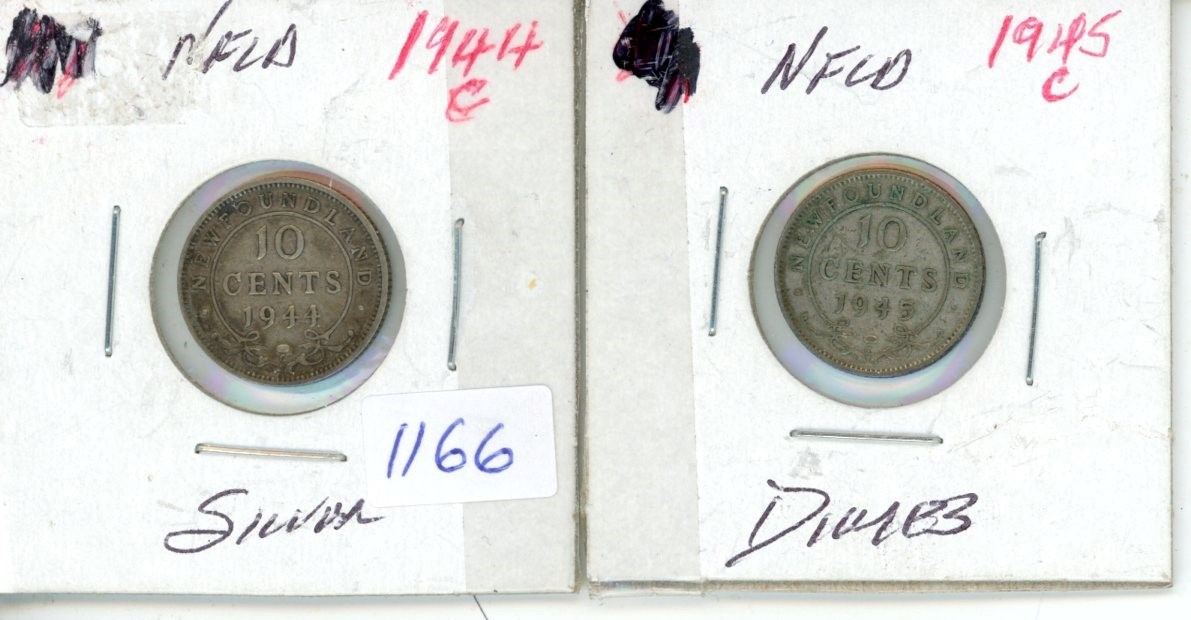 NFLD 1944
C
NEWFOUNDLAND
10
CENTS
1944
1166
Silver
NFLD 1945
C
NEWFOUNDLAND
10
CENTS
1945
Dimes